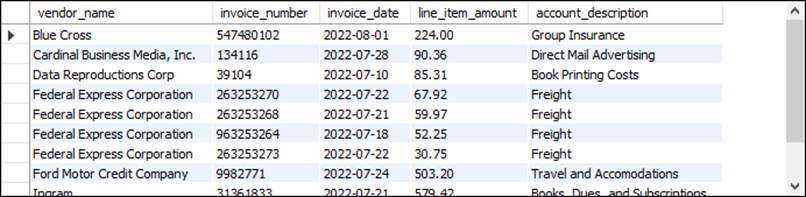 vendor_name invoice_number invoice_date line_item_amount account_description
Blue Cross 547480102 2022-08-01 224.00 Group Insurance
Cardinal Business Media, Inc. 134116 2022-07-28 90.36 Direct Mail Advertising
Data Reproductions Corp 39104 2022-07-10 85.31 Book Printing Costs
Federal Express Corporation 263253270 2022-07-22 67.92 Freight
Federal Express Corporation 263253268 2022-07-21 59.97 Freight
Federal Express Corporation 963253264 2022-07-18 52.25 Freight
Federal Express Corporation 263253273 2022-07-22 30.75 Freight
Ford Motor Credit Company 9982771 2022-07-24 503.20 Travel and Accomodations
Ingram 31361833 2022-07-21 579.42 Books, Dues, and Subscriptions